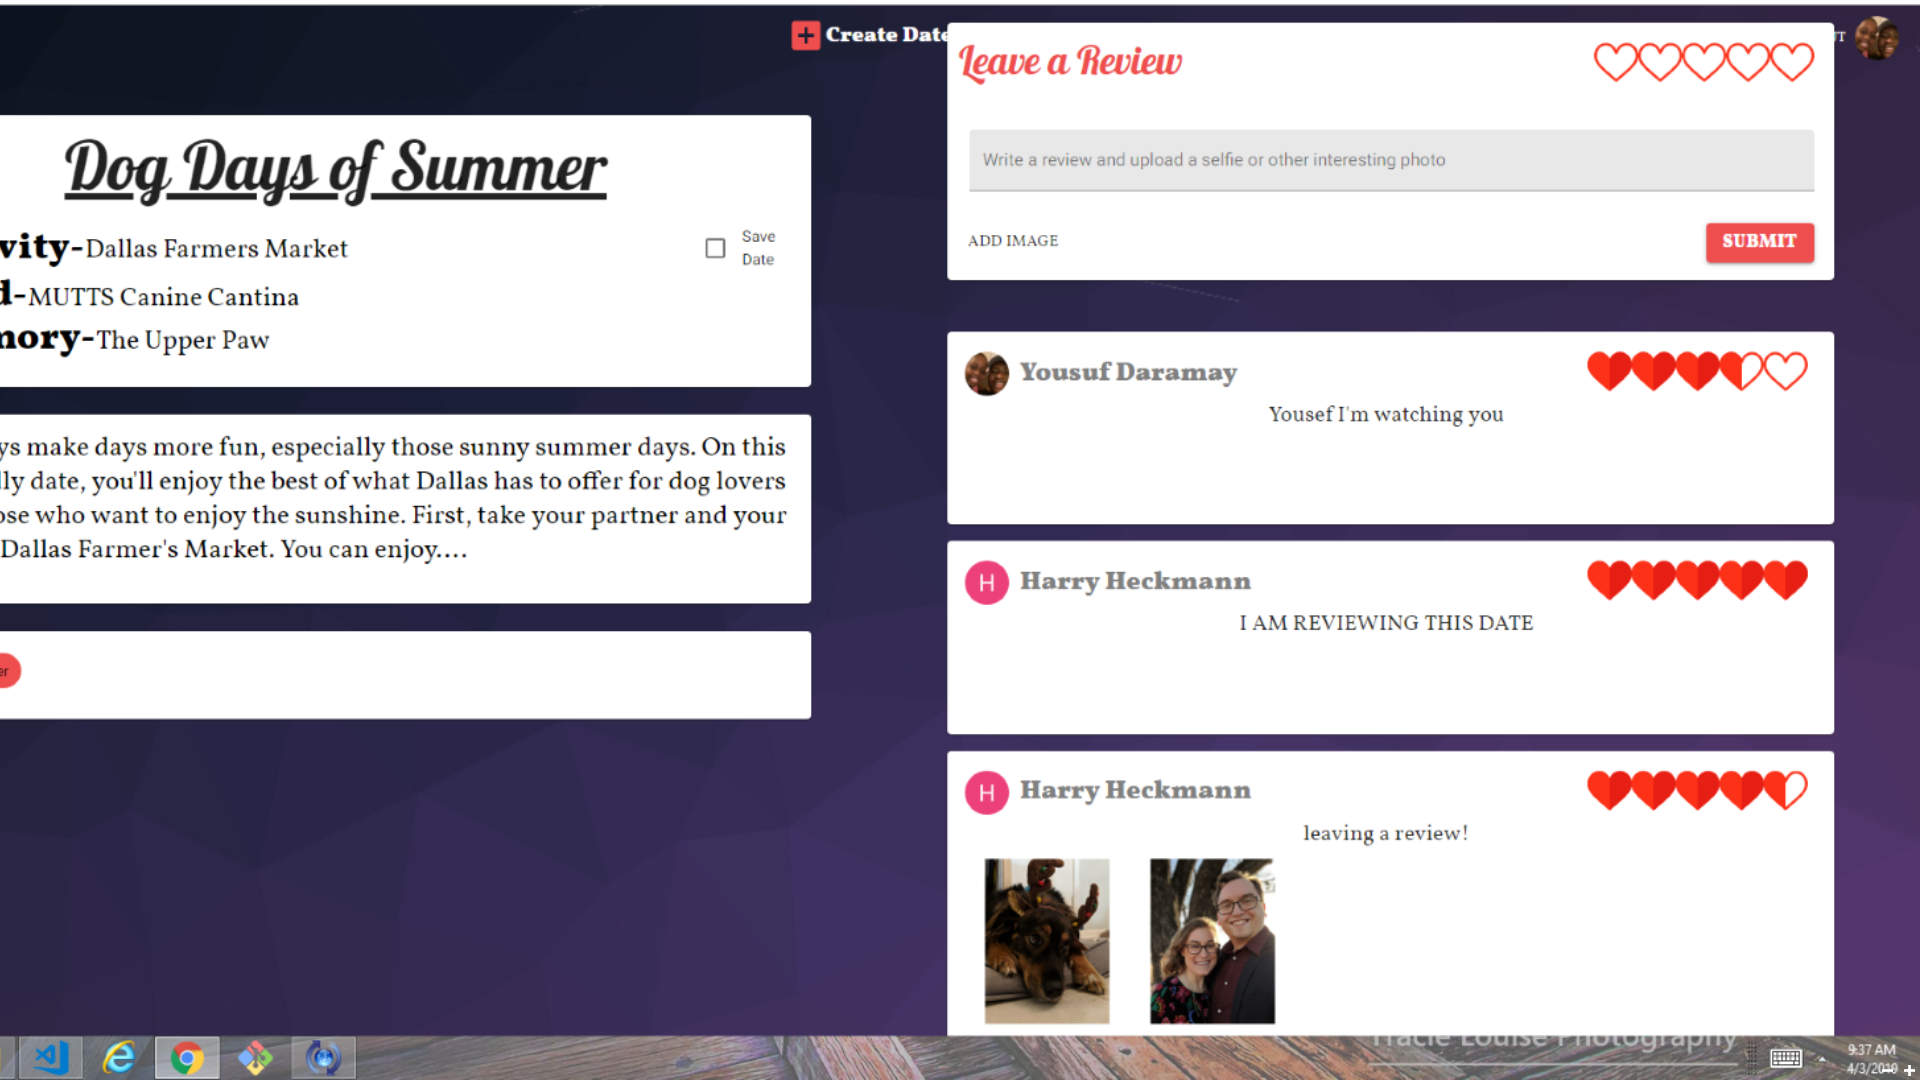 Create Date
Leave a Review
Dog Days of Summer
vity-Dallas Farmers Market
Save
Date
d-MUTTS Canine Cantina
mory-The Upper Paw
Write a review and upload a selfie or other interesting photo
ADD IMAGE
SUBMIT
ys make days more fun, especially those sunny summer days. On this
lly date, you'll enjoy the best of what Dallas has to offer for dog lovers
ose who want to enjoy the sunshine. First, take your partner and your
Dallas Farmer's Market. You can enjoy....
er
Yousuf Daramay
Yousef I'm watching you
H
Harry Heckmann
I AM REVIEWING THIS DATE
H
Harry Heckmann
leaving a review!
Tracie Louise Photography
9:37 AM
4/3/2019